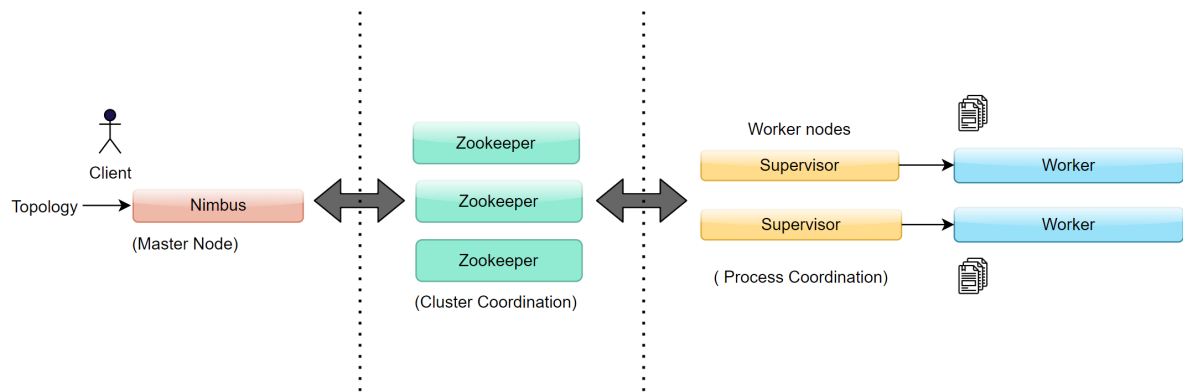 Client
Topology
Nimbus
(Master Node)
Zookeeper
Zookeeper
Zookeeper
(Cluster Coordination)
Worker nodes
Supervisor
Worker
Supervisor
Worker
( Process Coordination)